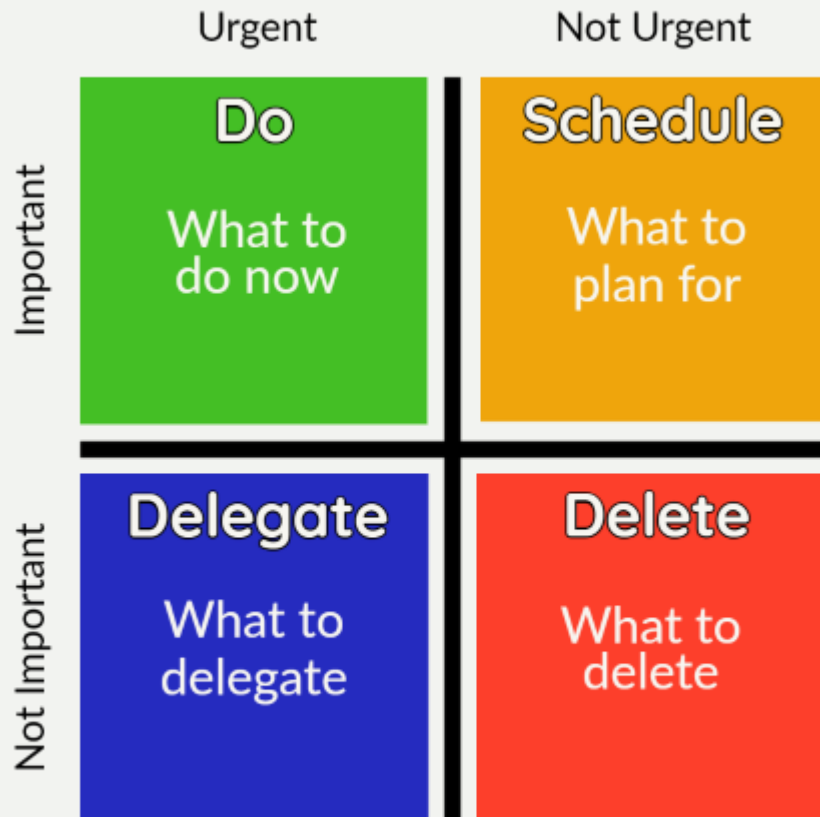 Urgent
Not Urgent
Important
Do
What to
do now
Schedule
What to
plan for
Not Important
Delegate
What to
delegate
Delete
What to
delete